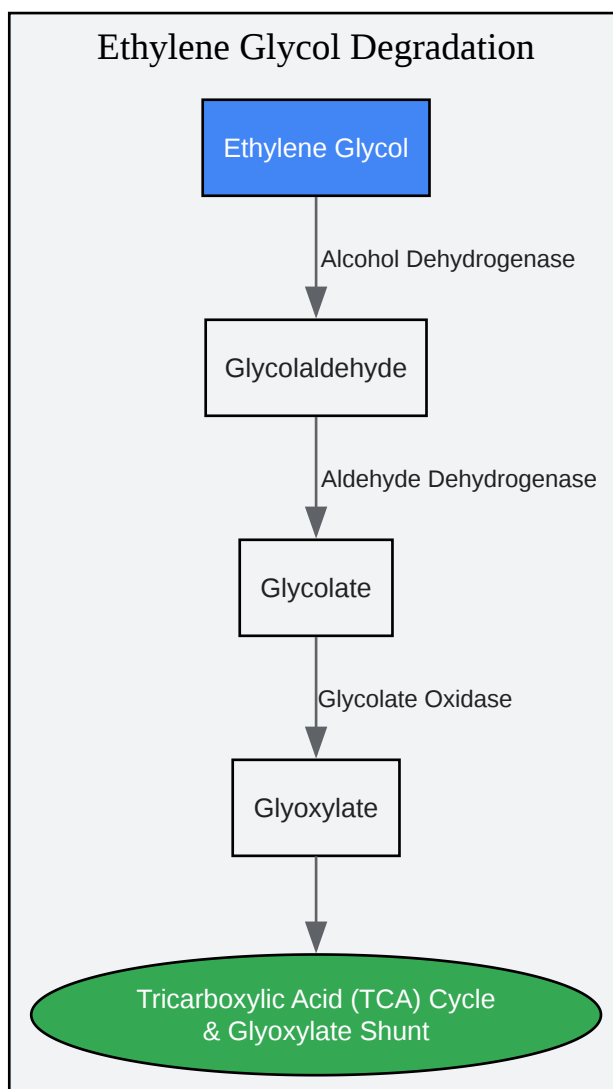 Ethylene Glycol Degradation
Ethylene Glycol
Alcohol Dehydrogenase
Glycolaldehyde
Aldehyde Dehydrogenase
Glycolate
Glycolate Oxidase
Glyoxylate
Tricarboxylic Acid (TCA) Cycle
& Glyoxylate Shunt